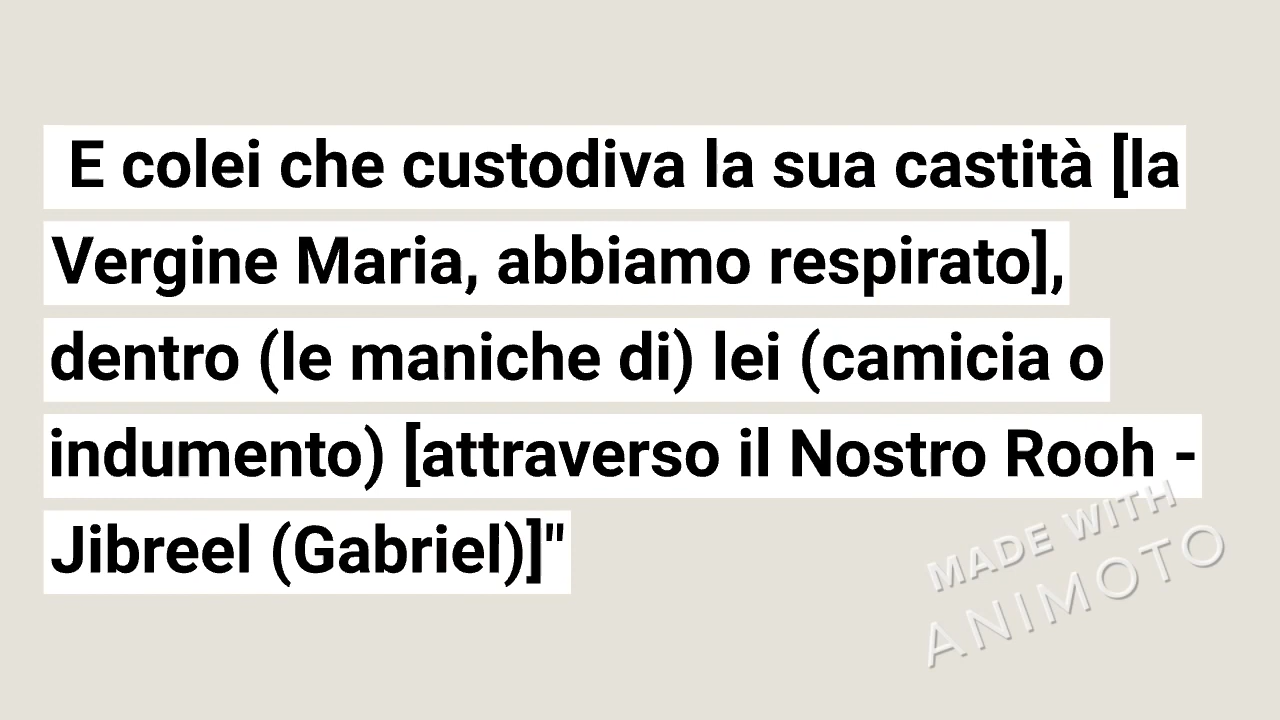 E colei che custodiva la sua castità [la
Vergine Maria, abbiamo respirato],
dentro (le maniche di) lei (camicia o
indumento) [attraverso il Nostro Rooh -
Jibreel (Gabriel)]"
MADE WITH
ANIMOTO